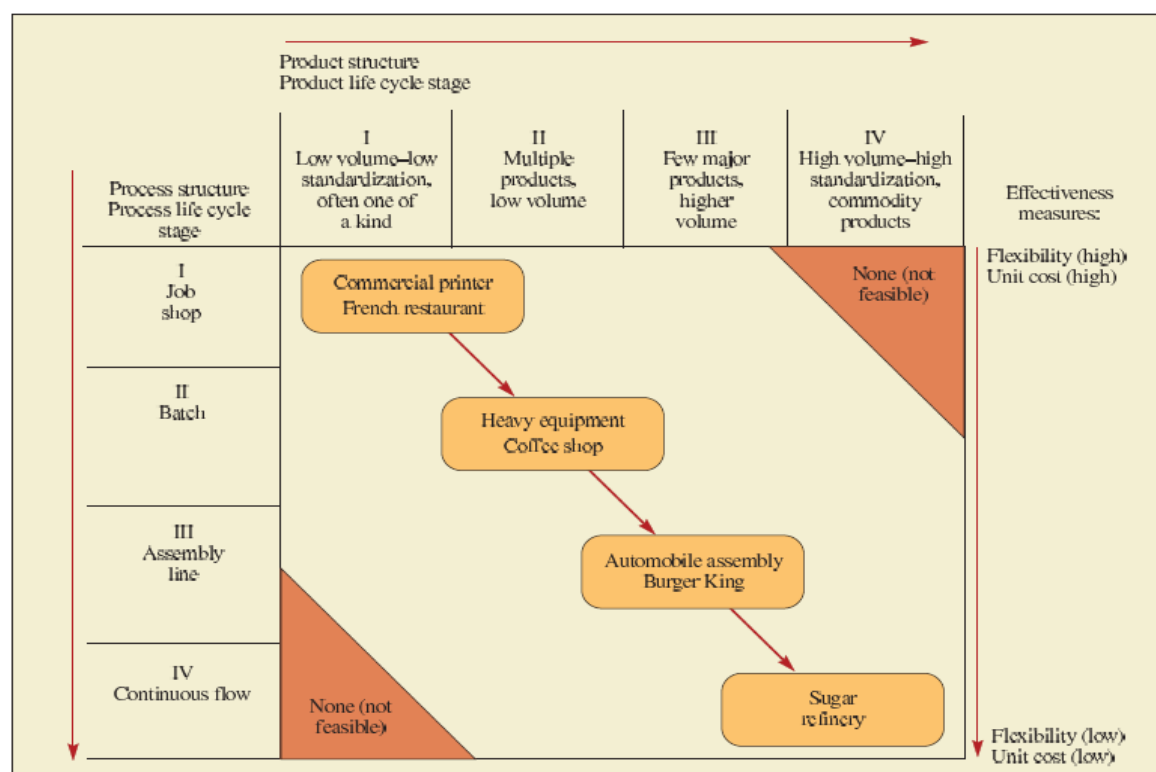 Product structure
Product life cycle stage
Process structure
Process life cycle
stage
I
Low volume–low
standardization,
often one of
a kind
II
Multiple
products,
low volume
III
Few major
products,
higher
volume
IV
High volume–high
standardization,
commodity
products
Effectiveness
measures:
I
Job
shop
Commercial printer
French restaurant
None (not
feasible)
Flexibility (high)
Unit cost (high)
II
Batch
Heavy equipment
Coffee shop
III
Assembly
line
Automobile assembly
Burger King
IV
Continuous flow
None (not
feasible)
Sugar
refinery
Flexibility (low)
Unit cost (low)